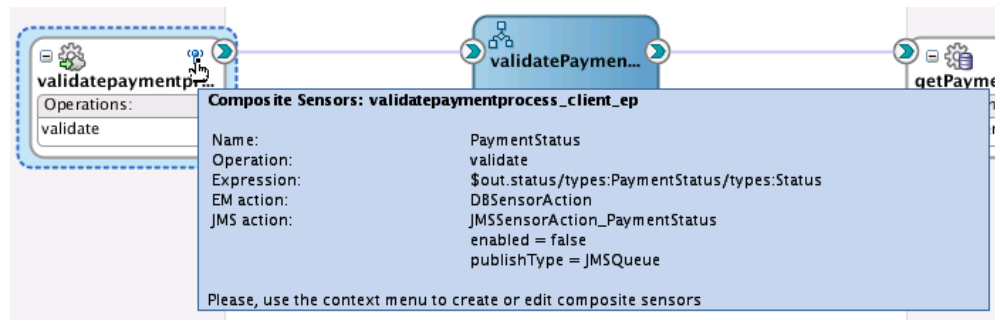 validatePaymen...
validatepaymentpr...
getPayme
Operations:
validate
Composite Sensors: validatepaymentprocess_client_ep
Name: PaymentStatus
Operation: validate
Expression: $out.status/types:PaymentStatus/types:Status
EM action: DBSensorAction
JMS action: JMSSensorAction_PaymentStatus
enabled = false
publishType = JMSQueue
Please, use the context menu to create or edit composite sensors